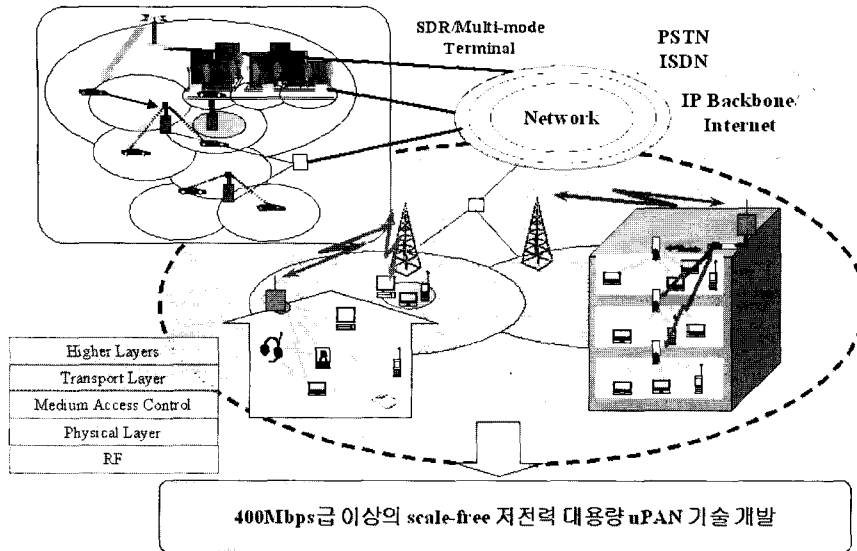 SDR/Multi-mode
Terminal
PSTN
ISDN
IP Backbone
Internet
Network
Higher Layers
Transport Layer
Medium Access Control
Physical Layer
RF
400Mbps급 이상의 scale-free 저전력 대용량 uPAN 기술 개발